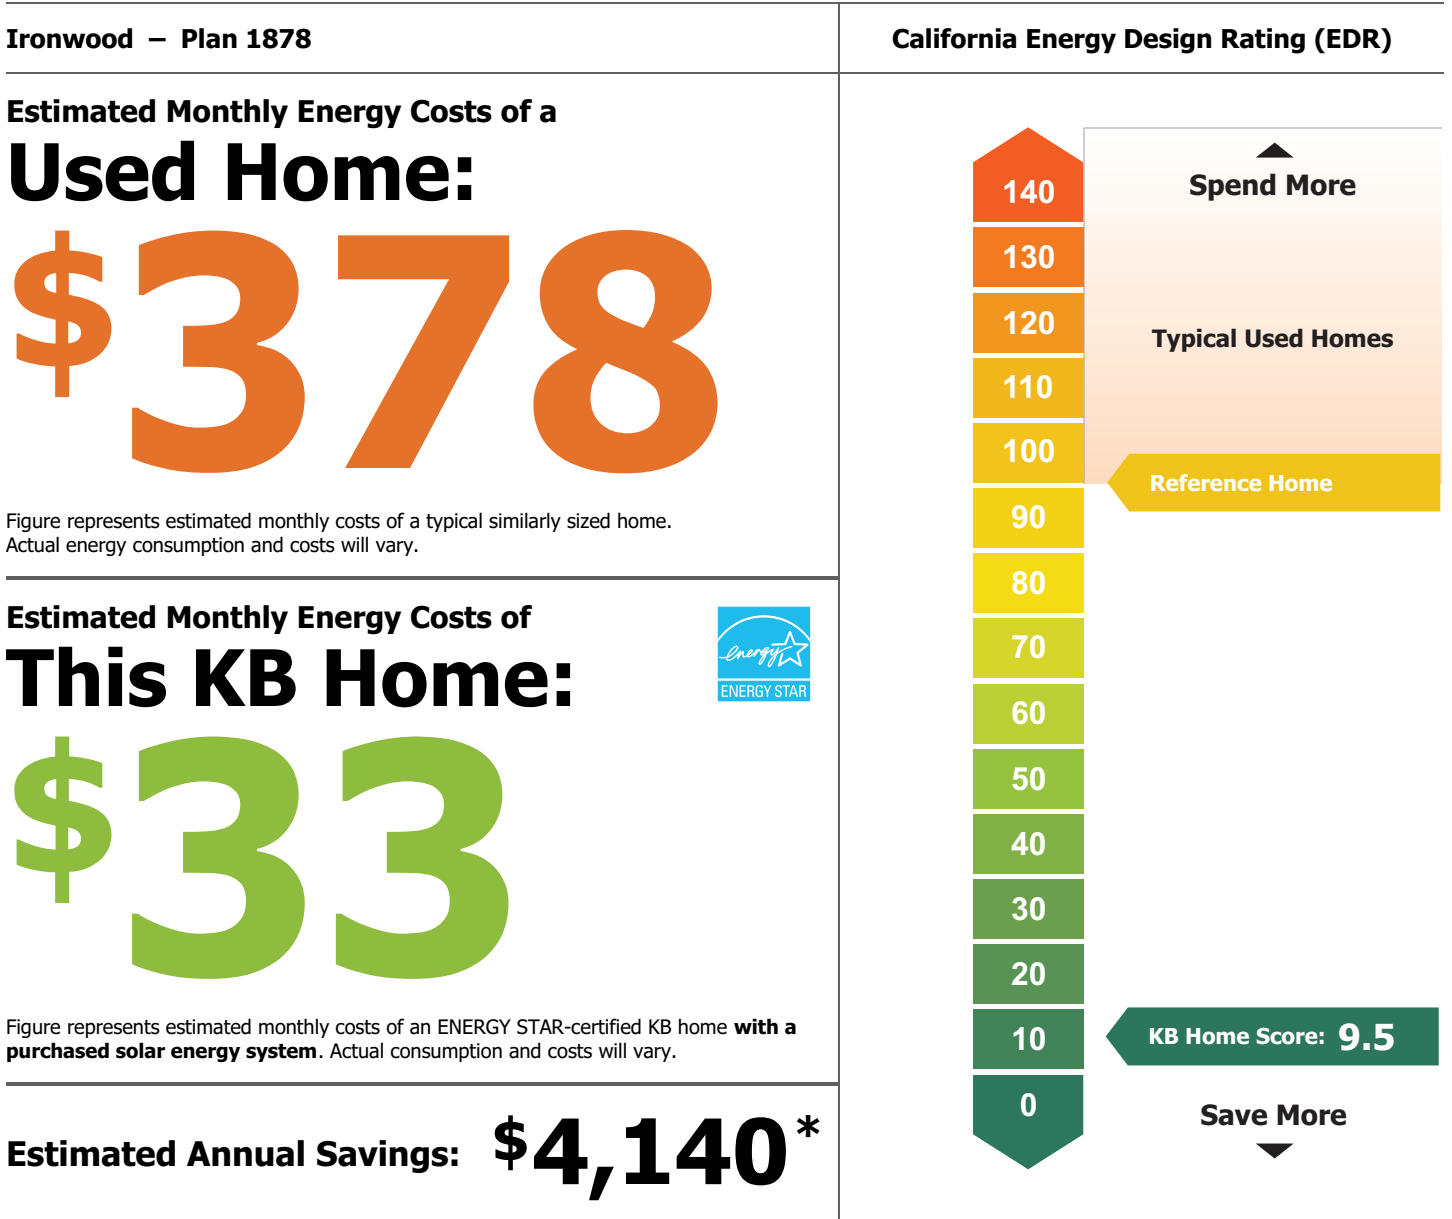 Ironwood – Plan 1878
Estimated Monthly Energy Costs of a
Used Home:
$378
Figure represents estimated monthly costs of a typical similarly sized home.
Actual energy consumption and costs will vary.
Estimated Monthly Energy Costs of
This KB Home:
energy
ENERGY STAR
$33
Figure represents estimated monthly costs of an ENERGY STAR-certified KB home with a
purchased solar energy system. Actual consumption and costs will vary.
Estimated Annual Savings: $4,140*
California Energy Design Rating (EDR)
140
130
120
110
100
90
80
70
60
50
40
30
20
10
0
Spend More
Typical Used Homes
Reference Home
KB Home Score: 9.5
Save More